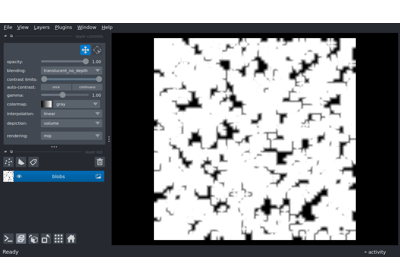 File View Layers Plugins Window Help
opacity: 1.00
blending: translucent_no_depth
contrast limits:
auto-contrast: once continuous
gamma: 1.00
colormap: gray
interpolation: linear
depiction: volume
rendering: mip
blobs
Ready
activity